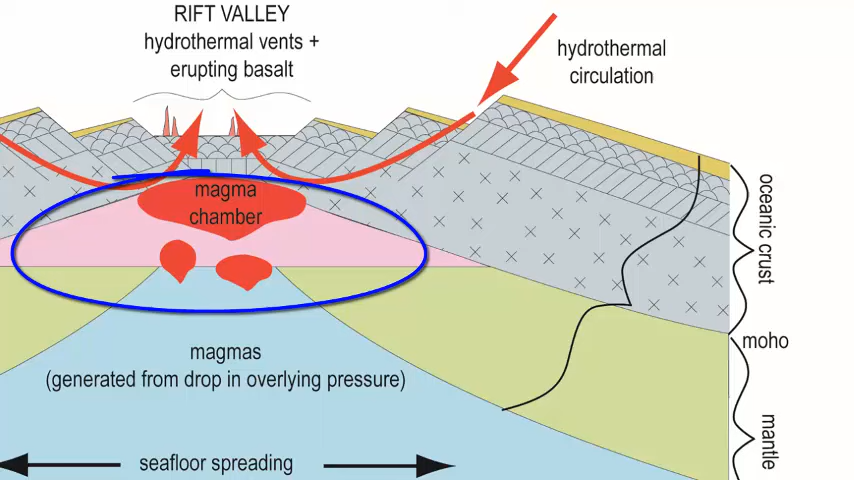 RIFT VALLEY
hydrothermal vents +
erupting basalt
hydrothermal
circulation
magma
chamber
oceanic crust
moho
magmas
(generated from drop in overlying pressure)
mantle
seafloor spreading